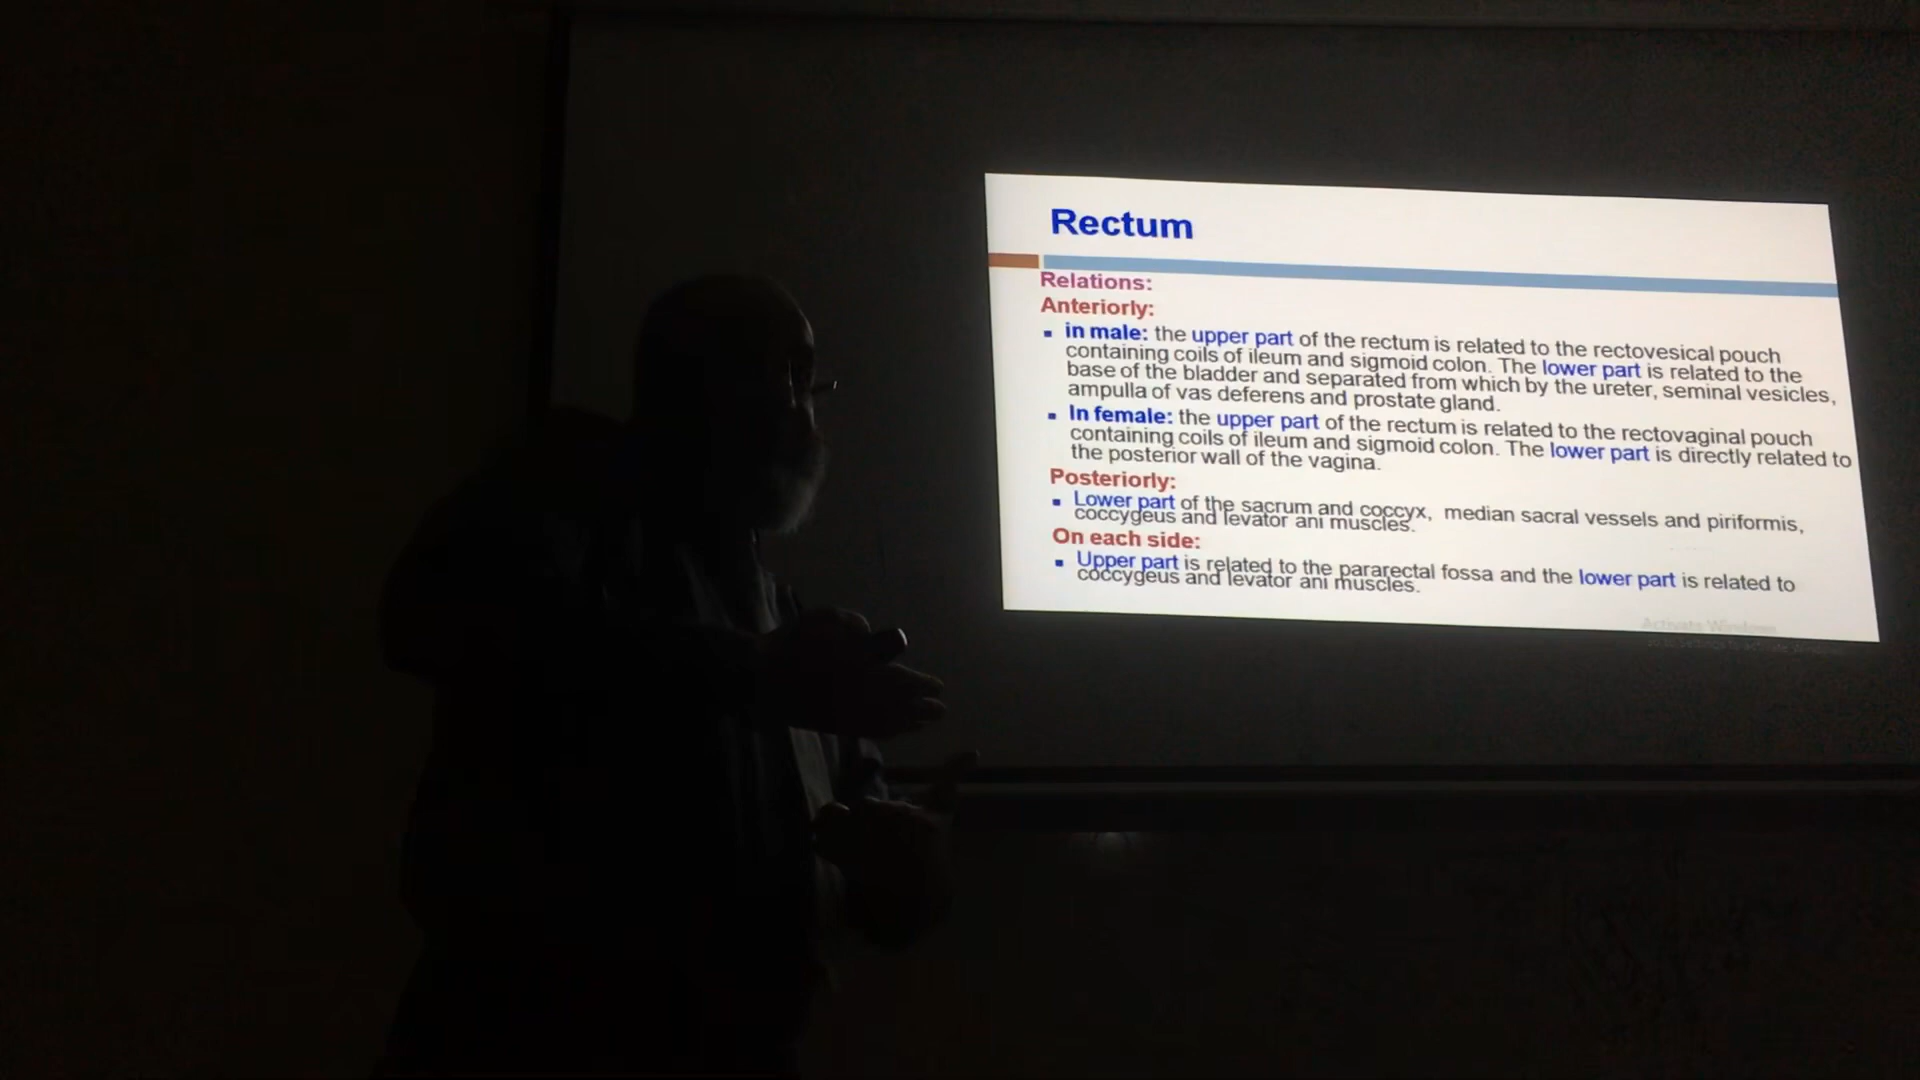 Rectum
Relations:
Anteriorly:
▪ in male: the upper part of the rectum is related to the rectovesical pouch
containing coils of ileum and sigmoid colon. The lower part is related to the
base of the bladder and separated from which by the ureter, seminal vesicles,
ampulla of vas deferens and prostate gland.
▪ In female: the upper part of the rectum is related to the rectovaginal pouch
containing coils of ileum and sigmoid colon. The lower part is directly related to
the posterior wall of the vagina.
Posteriorly:
▪ Lower part of the sacrum and coccyx, median sacral vessels and piriformis,
coccygeus and levator ani muscles.
On each side:
▪ Upper part is related to the pararectal fossa and the lower part is related to
coccygeus and levator ani muscles.
Activate Windows